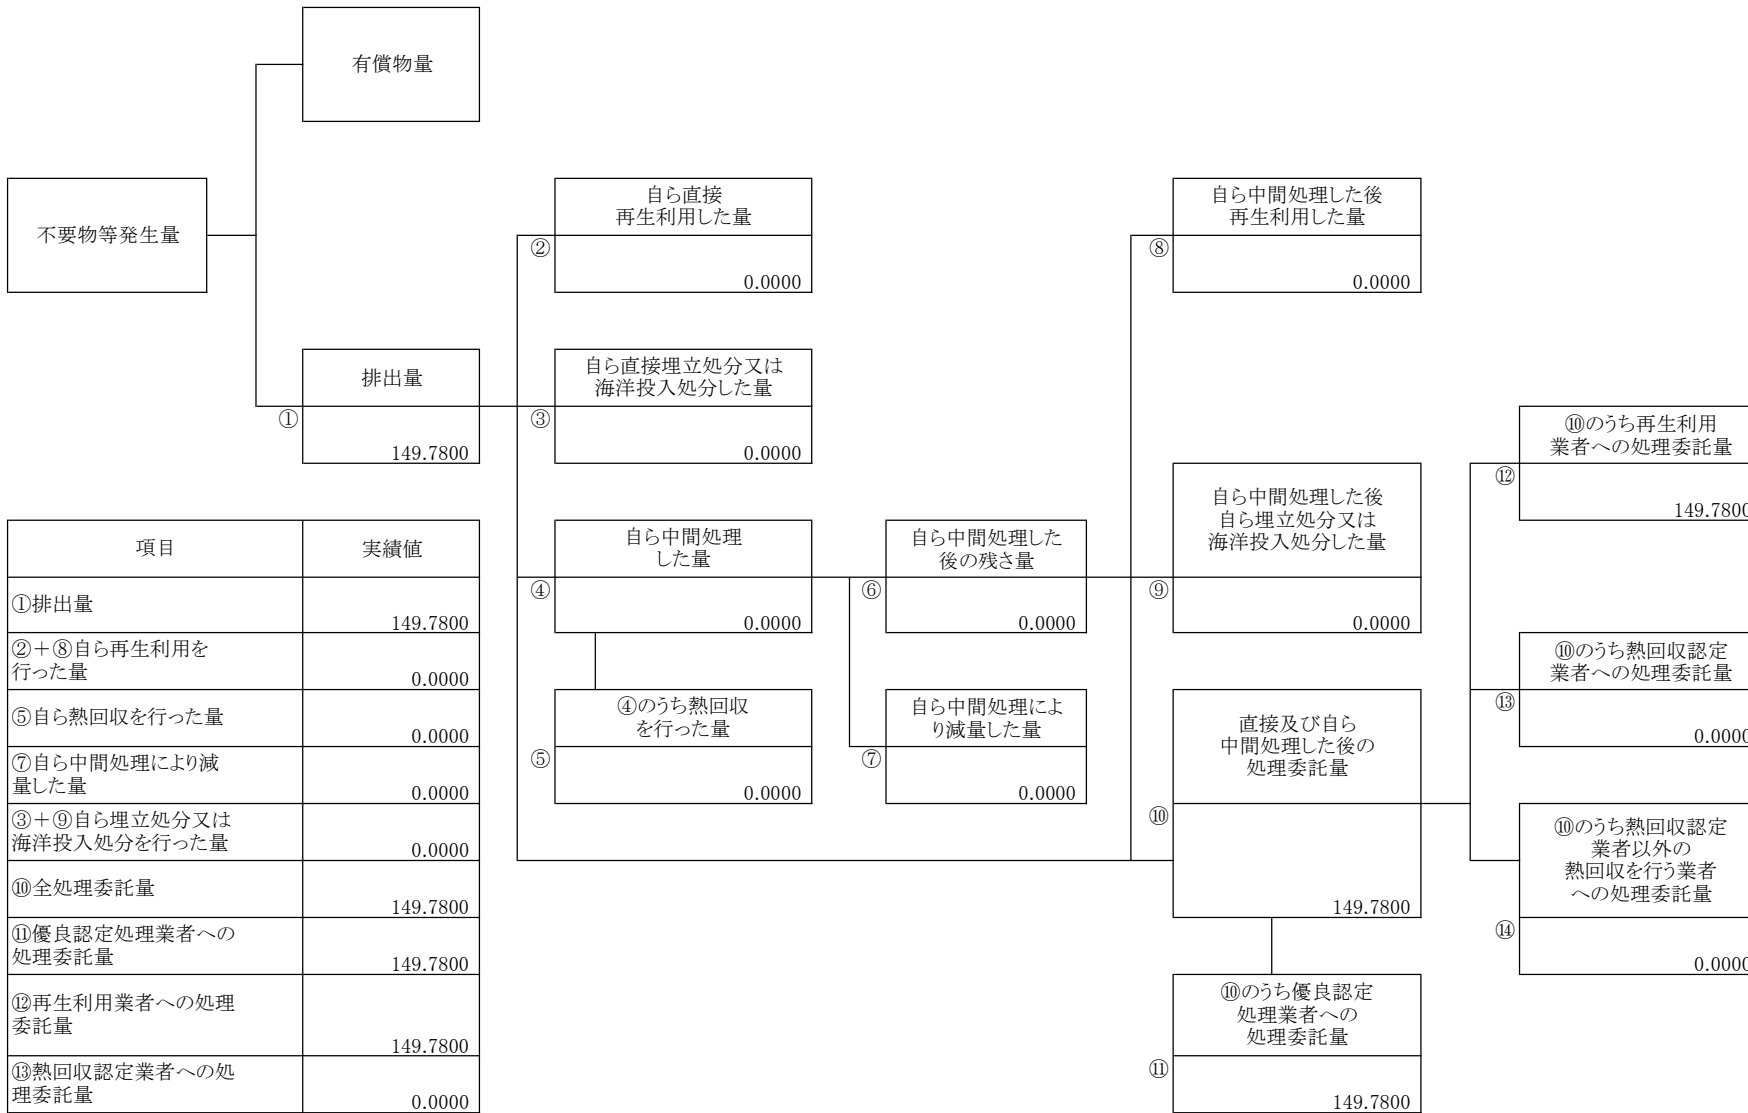 有償物量
不要物等発生量
自ら直接
再生利用した量
②
0.0000
自ら中間処理した後
再生利用した量
⑧
0.0000
排出量
①
149.7800
自ら直接埋立処分又は
海洋投入処分した量
③
0.0000
⑩のうち再生利用
業者への処理委託量
⑫
149.7800
自ら中間処理
した量
④
0.0000
自ら中間処理した
後の残さ量
⑥
0.0000
自ら中間処理した後
自ら埋立処分又は
海洋投入処分した量
⑨
0.0000
⑩のうち熱回収認定
業者への処理委託量
⑬
0.0000
④のうち熱回収
を行った量
⑤
0.0000
自ら中間処理によ
り減量した量
⑦
0.0000
直接及び自ら
中間処理した後の
処理委託量
⑩
149.7800
⑩のうち熱回収認定
業者以外の
熱回収を行う業者
への処理委託量
⑭
0.0000
⑩のうち優良認定
処理業者への
処理委託量
⑪
149.7800
項目 実績値
①排出量
149.7800
②＋⑧自ら再生利用を
行った量
0.0000
⑤自ら熱回収を行った量
0.0000
⑦自ら中間処理により減
量した量
0.0000
③＋⑨自ら埋立処分又は
海洋投入処分を行った量
0.0000
⑩全処理委託量
149.7800
⑪優良認定処理業者への
処理委託量
149.7800
⑫再生利用業者への処理
委託量
149.7800
⑬熱回収認定業者への処
理委託量
0.0000